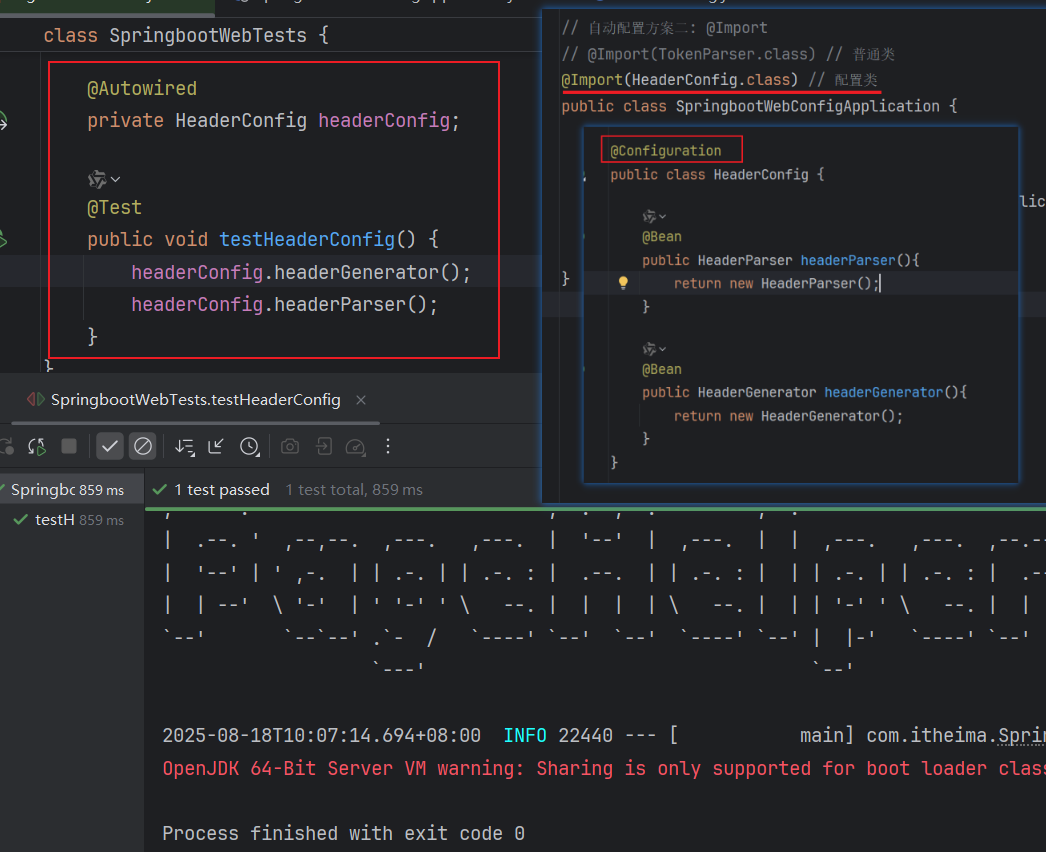 class SpringbootWebTests {
@Autowired
private HeaderConfig headerConfig;
@Test
public void testHeaderConfig() {
headerConfig.headerGenerator();
headerConfig.headerParser();
}
}
// 自动配置方案二: @Import
// @Import(TokenParser.class) // 普通类
@Import(HeaderConfig.class) // 配置类
public class SpringbootWebConfigApplication {
@Configuration
public class HeaderConfig {
@Bean
public HeaderParser headerParser(){
return new HeaderParser();
}
@Bean
public HeaderGenerator headerGenerator(){
return new HeaderGenerator();
}
}
}
SpringbootWebTests.testHeaderConfig
Springbc 859 ms
testH 859 ms
1 test passed 1 test total, 859 ms
2025-08-18T10:07:14.694+08:00 INFO 22440 --- [ main] com.itheima.Sprin
OpenJDK 64-Bit Server VM warning: Sharing is only supported for boot loader clas
Process finished with exit code 0